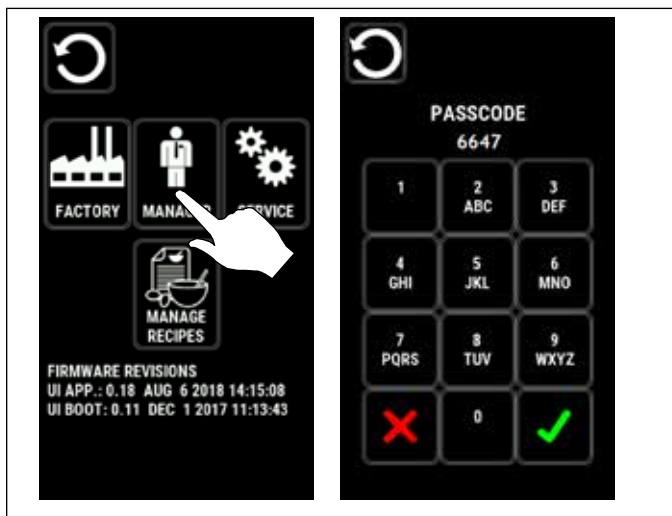 FACTORY
MANAGER
SERVICE
MANAGE
RECIPES
FIRMWARE REVISIONS
UI APP.: 0.18 AUG 6 2018 14:15:08
UI BOOT: 0.11 DEC 1 2017 11:13:43
PASSCODE
6647
1
2
ABC
3
DEF
4
GHI
5
JKL
6
MNO
7
PQRS
8
TUV
9
WXYZ
0